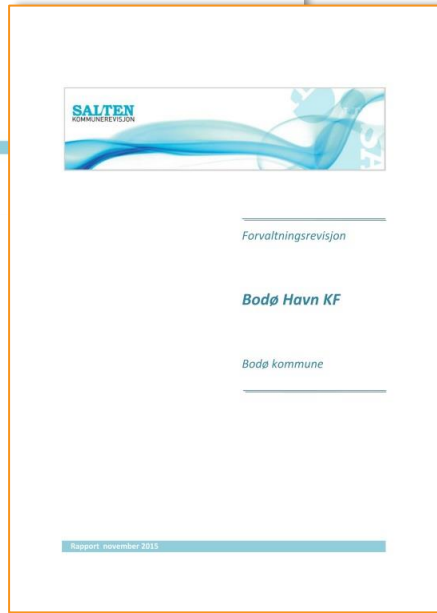 SALTEN
KOMMUNEREVISJON
Forvaltningsrevisjon
Bodø Havn KF
Bodø kommune
Rapport november 2015